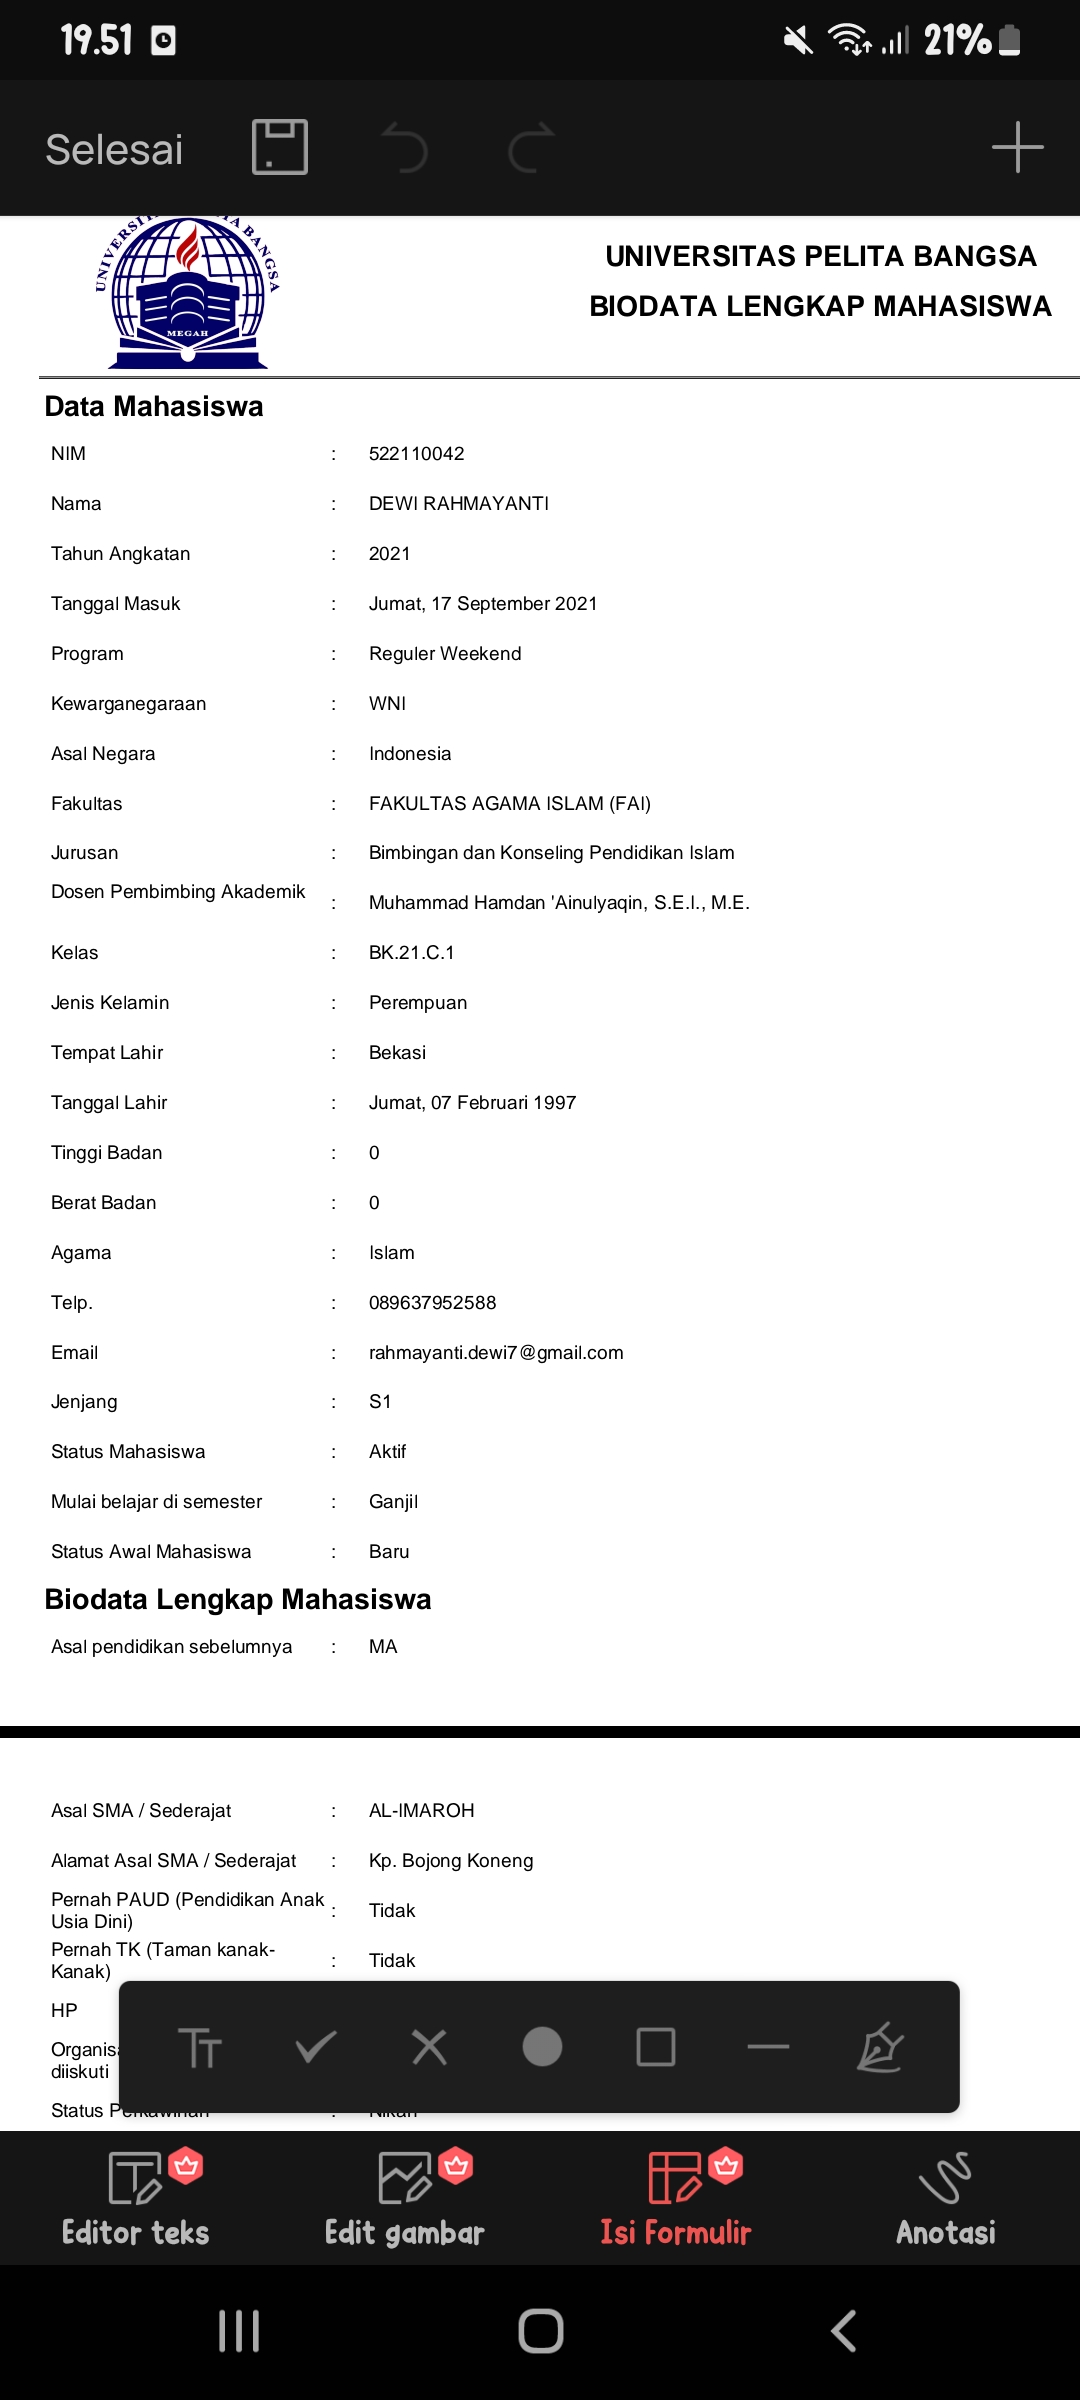 19.51
21%
Selesai
MEGAH
UNIVERSITAS PELITA BANGSA
BIODATA LENGKAP MAHASISWA
Data Mahasiswa
NIM : 522110042
Nama : DEWI RAHMAYANTI
Tahun Angkatan : 2021
Tanggal Masuk : Jumat, 17 September 2021
Program : Reguler Weekend
Kewarganegaraan : WNI
Asal Negara : Indonesia
Fakultas : FAKULTAS AGAMA ISLAM (FAI)
Jurusan : Bimbingan dan Konseling Pendidikan Islam
Dosen Pembimbing Akademik : Muhammad Hamdan 'Ainulyaqin, S.E.I., M.E.
Kelas : BK.21.C.1
Jenis Kelamin : Perempuan
Tempat Lahir : Bekasi
Tanggal Lahir : Jumat, 07 Februari 1997
Tinggi Badan : 0
Berat Badan : 0
Agama : Islam
Telp. : 089637952588
Email : rahmayanti.dewi7@gmail.com
Jenjang : S1
Status Mahasiswa : Aktif
Mulai belajar di semester : Ganjil
Status Awal Mahasiswa : Baru
Biodata Lengkap Mahasiswa
Asal pendidikan sebelumnya : MA
Asal SMA / Sederajat : AL-IMAROH
Alamat Asal SMA / Sederajat : Kp. Bojong Koneng
Pernah PAUD (Pendidikan Anak
Usia Dini) : Tidak
Pernah TK (Taman kanak-
Kanak) : Tidak
HP
diiskuti
Status
Editor teks
Edit gambar
Isi Formulir
Anotasi